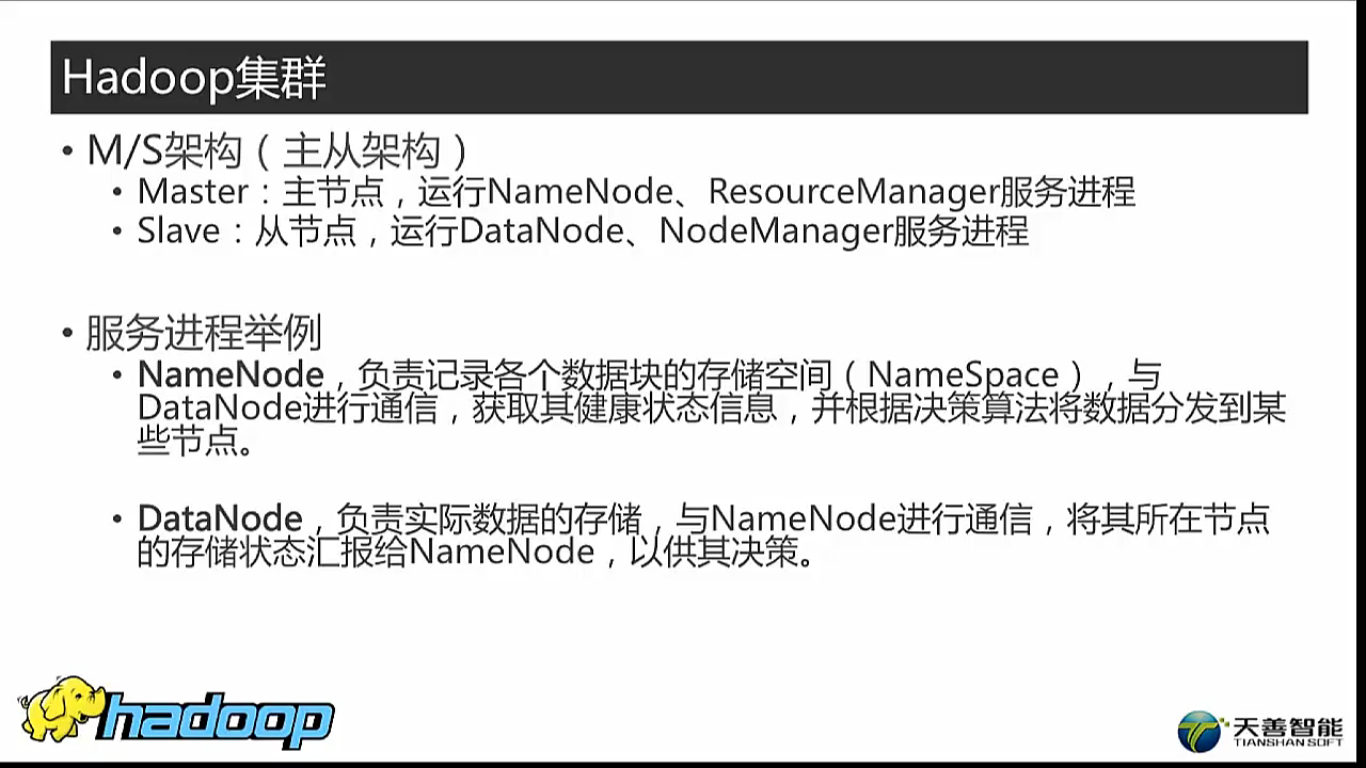 Hadoop集群
• M/S架构（主从架构）
• Master：主节点，运行NameNode、ResourceManager服务进程
• Slave：从节点，运行DataNode、NodeManager服务进程
• 服务进程举例
• NameNode，负责记录各个数据块的存储空间（NameSpace），与
DataNode进行通信，获取其健康状态信息，并根据决策算法将数据分发到某
些节点。
• DataNode，负责实际数据的存储，与NameNode进行通信，将其所在节点
的存储状态汇报给NameNode，以供其决策。
hadoop
天善智能
TIANSHAN SOFT